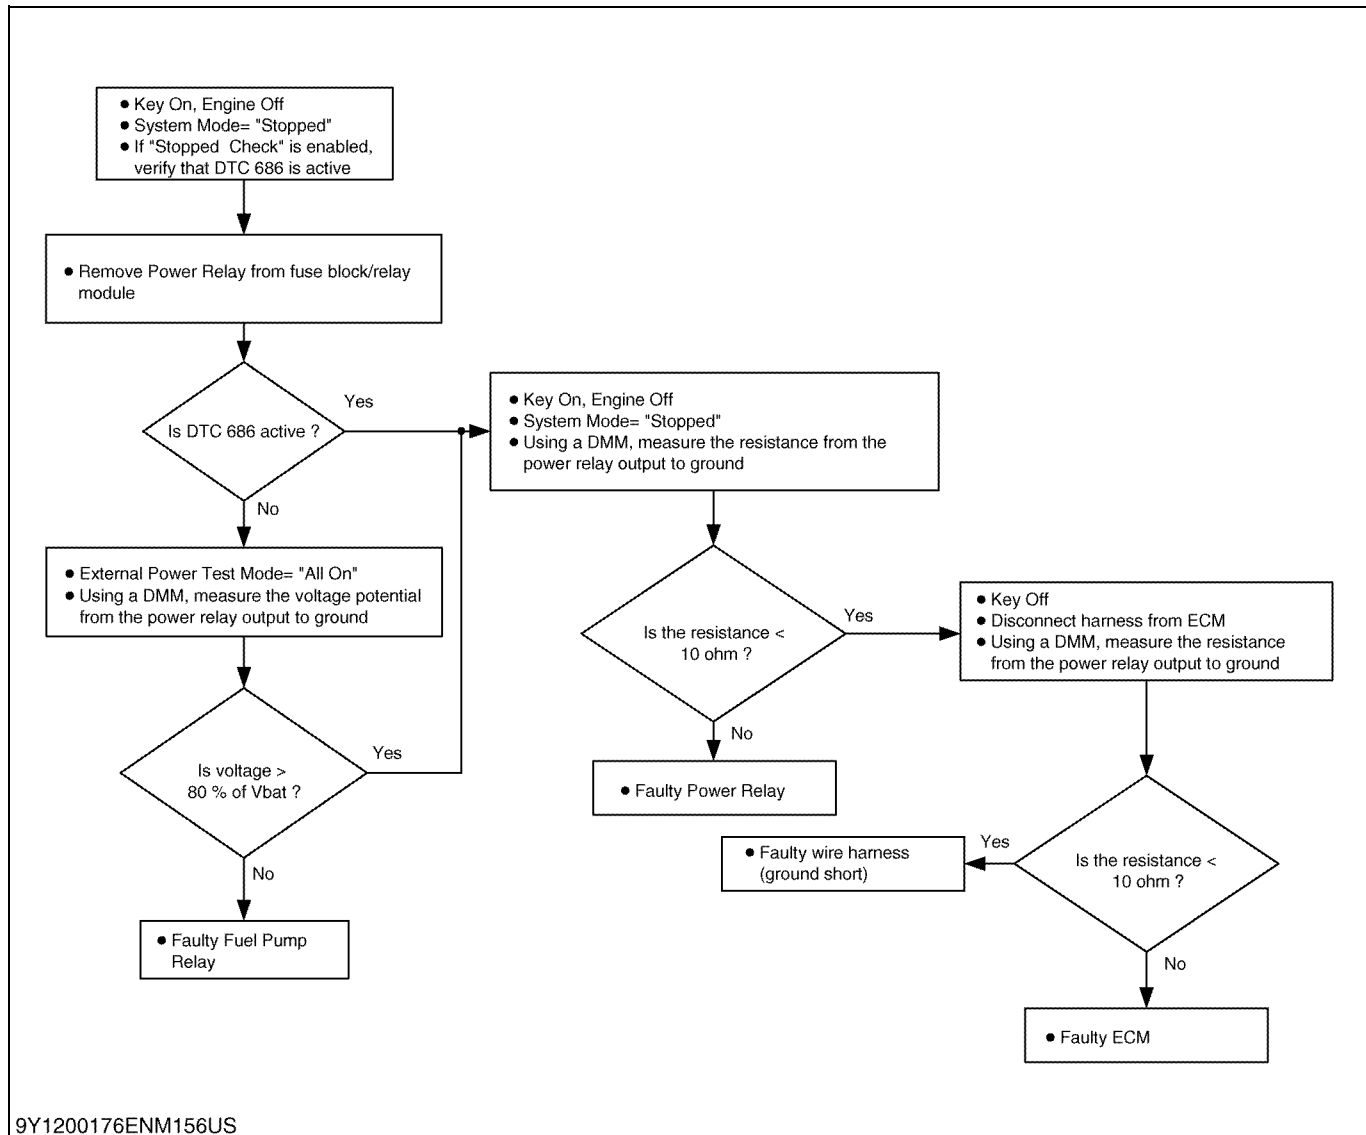 ● Key On, Engine Off
● System Mode= "Stopped"
● If "Stopped Check" is enabled,
verify that DTC 686 is active
● Remove Power Relay from fuse block/relay
module
Is DTC 686 active ?
Yes
No
● External Power Test Mode= "All On"
● Using a DMM, measure the voltage potential
from the power relay output to ground
Is voltage >
80 % of Vbat ?
Yes
No
● Faulty Fuel Pump
Relay
● Key On, Engine Off
● System Mode= "Stopped"
● Using a DMM, measure the resistance from the
power relay output to ground
Is the resistance <
10 ohm ?
Yes
No
● Faulty Power Relay
● Key Off
● Disconnect harness from ECM
● Using a DMM, measure the resistance
from the power relay output to ground
Is the resistance <
10 ohm ?
Yes
● Faulty wire harness
(ground short)
No
● Faulty ECM
9Y1200176ENM156US